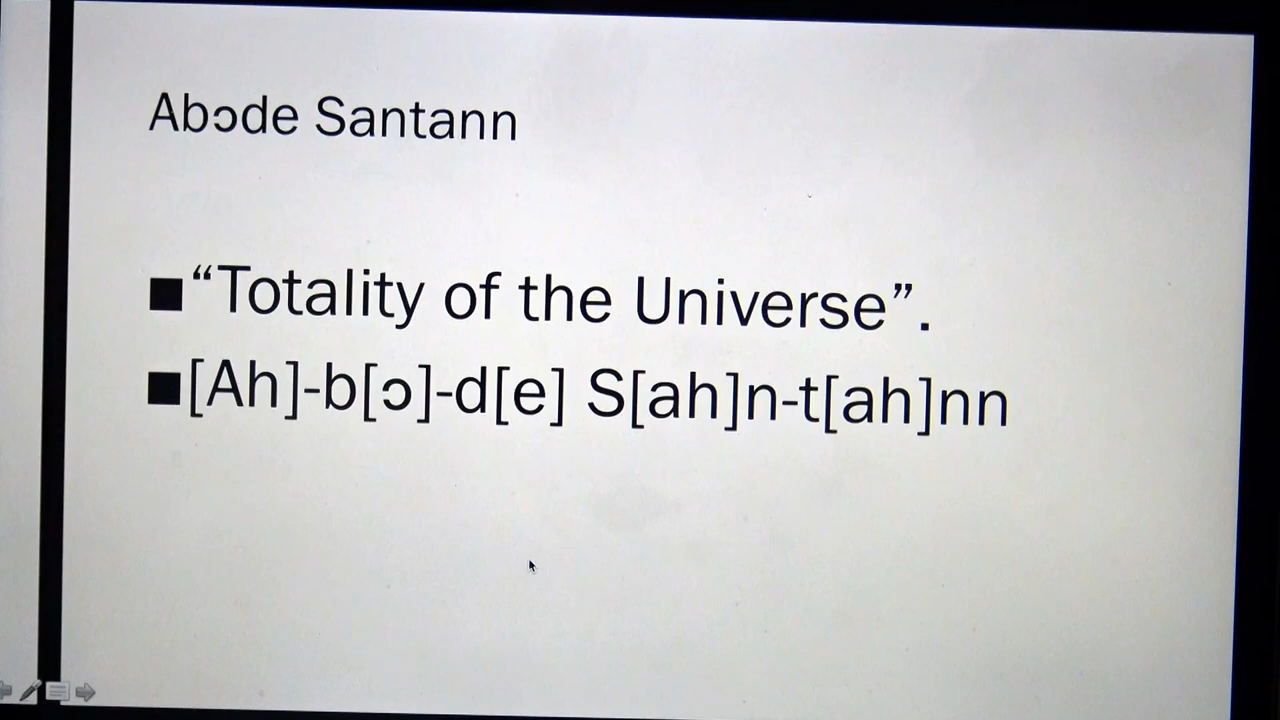 Abɔde Santann
■“Totality of the Universe”.
■[Ah]-b[ɔ]-d[e] S[ah]n-t[ah]nn